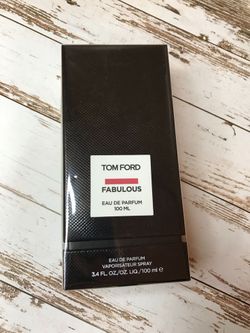 TOM FORD
FABULOUS
EAU DE PARFUM
100 ML
EAU DE PARFUM
VAPORISATEUR SPRAY
3.4 FL. OZ./OZ. LIQ./100 ml ℮